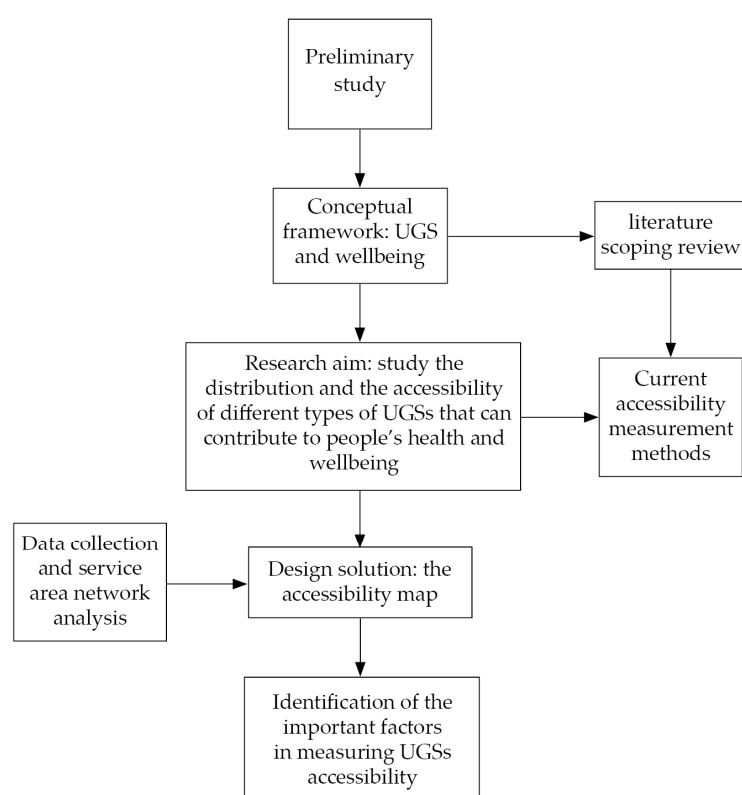 Preliminary
study
Conceptual
framework: UGS
and wellbeing
literature
scoping review
Research aim: study the
distribution and the accessibility
of different types of UGSs that can
contribute to people’s health and
wellbeing
Current
accessibility
measurement
methods
Data collection
and service
area network
analysis
Design solution: the
accessibility map
Identification of the
important factors
in measuring UGSs
accessibility